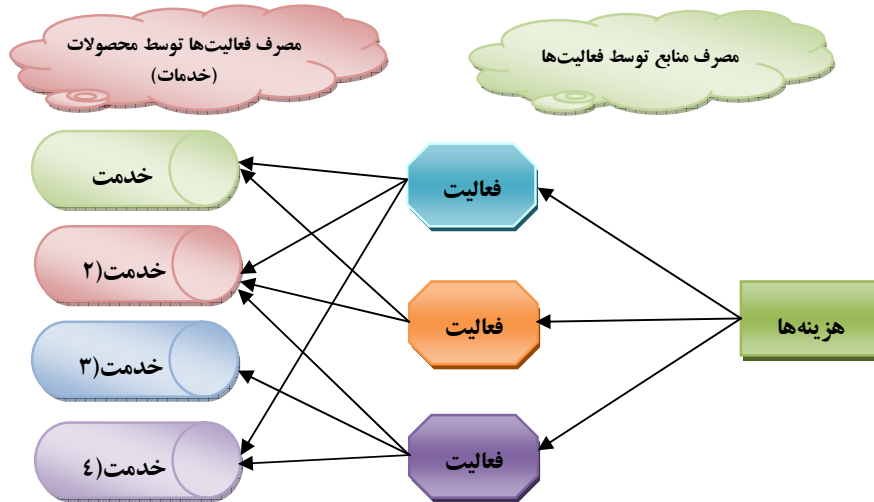 مصرف منابع توسط فعالیت‌ها
مصرف فعالیت‌ها توسط محصولات
(خدمات)
هزینه‌ها
فعالیت
فعالیت
فعالیت
خدمت
خدمت(۲
خدمت(۳
خدمت(٤